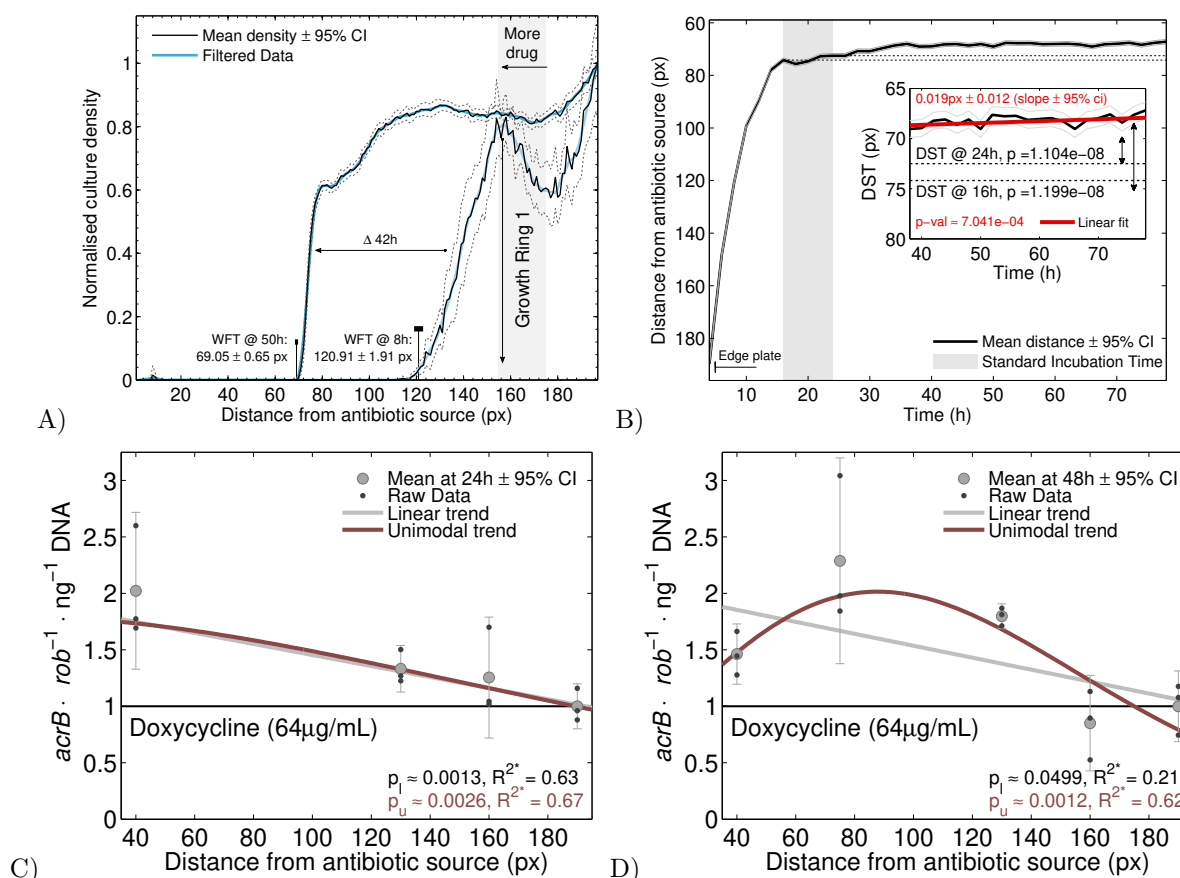 Mean density ± 95% CI
Filtered Data
More drug
Normalised culture density
1
0.8
0.6
0.4
0.2
0
Δ 42h
WFT @ 50h:
69.05 ± 0.65 px
WFT @ 8h:
120.91 ± 1.91 px
Growth Ring 1
20 40 60 80 100 120 140 160 180
Distance from antibiotic source (px)
A)
60
80
100
120
140
160
180
Distance from antibiotic source (px)
0.019px ± 0.012 (slope ± 95% ci)
65
70
75
80
DST (px)
DST @ 24h, p =1.104e−08
DST @ 16h, p =1.199e−08
p−val ≈ 7.041e−04
Linear fit
40 50 60 70
Time (h)
Edge plate
Mean distance ± 95% CI
Standard Incubation Time
10 20 30 40 50 60 70
Time (h)
B)
3
2.5
2
1.5
1
0.5
0
acrB · rob⁻¹ · ng⁻¹ DNA
Mean at 24h ± 95% CI
Raw Data
Linear trend
Unimodal trend
Doxycycline (64µg/mL)
pₗ ≈ 0.0013, R²* = 0.63
pᵤ ≈ 0.0026, R²* = 0.67
40 60 80 100 120 140 160 180
Distance from antibiotic source (px)
C)
3
2.5
2
1.5
1
0.5
0
acrB · rob⁻¹ · ng⁻¹ DNA
Mean at 48h ± 95% CI
Raw Data
Linear trend
Unimodal trend
Doxycycline (64µg/mL)
pₗ ≈ 0.0499, R²* = 0.21
pᵤ ≈ 0.0012, R²* = 0.62
40 60 80 100 120 140 160 180
Distance from antibiotic source (px)
D)